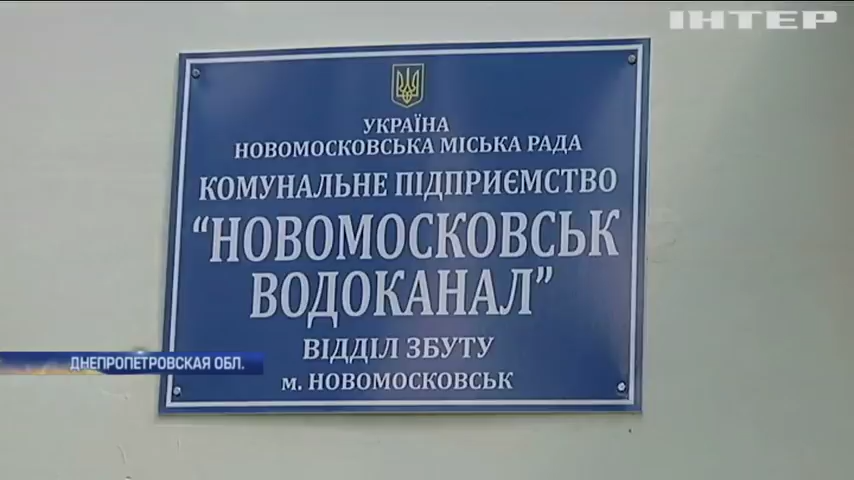 ІНТЕР
УКРАЇНА
НОВОМОСКОВСЬКА МІСЬКА РАДА
КОМУНАЛЬНЕ ПІДПРИЄМСТВО
“НОВОМОСКОВСЬК
ВОДОКАНАЛ”
ВІДДІЛ ЗБУТУ
м. НОВОМОСКОВСЬК
ДНЕПРОПЕТРОВСКАЯ ОБЛ.